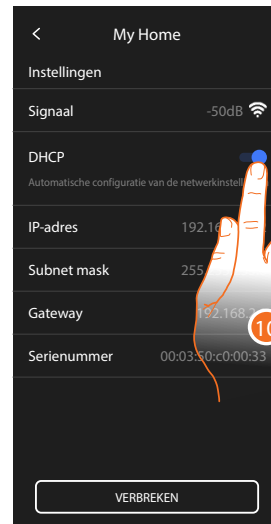 My Home
Instellingen
Signaal -50dB
DHCP
Automatische configuratie van de netwerkinstell
IP-adres 192.16
Subnet mask 255
Gateway 192.168.
Serienummer 00:03:50:c0:00:33
10
VERBREKEN